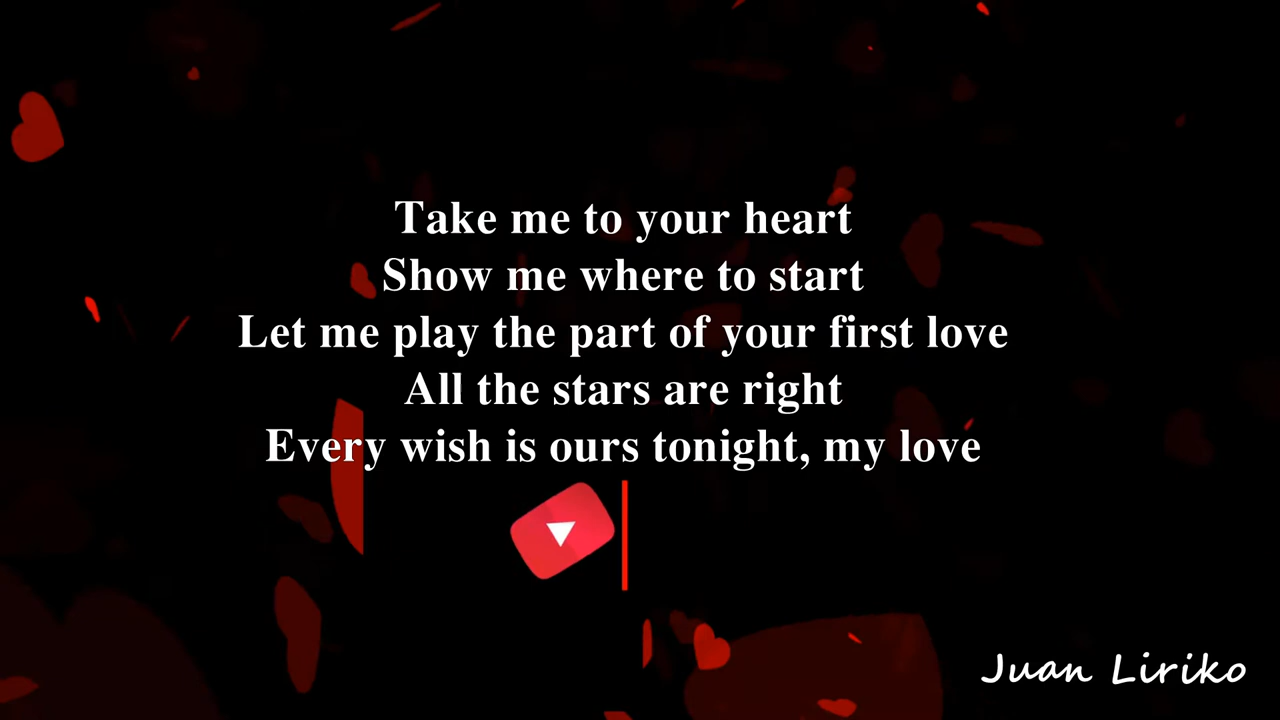 Take me to your heart
Show me where to start
Let me play the part of your first love
All the stars are right
Every wish is ours tonight, my love
Juan Liriko